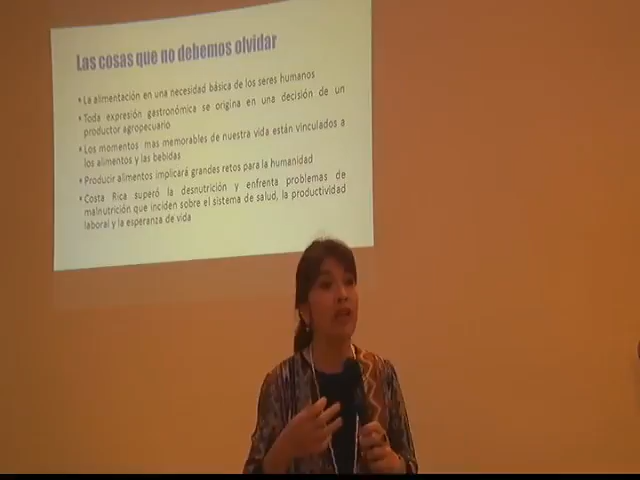 Las cosas que no debemos olvidar
• La alimentación en una necesidad básica de los seres humanos
• Toda expresión gastronómica se origina en una decisión de un
productor agropecuario
• Los momentos mas memorables de nuestra vida están vinculados a
los alimentos y las bebidas
• Producir alimentos implicará grandes retos para la humanidad
• Costa Rica superó la desnutrición y enfrenta problemas de
malnutrición que inciden sobre el sistema de salud, la productividad
laboral y la esperanza de vida